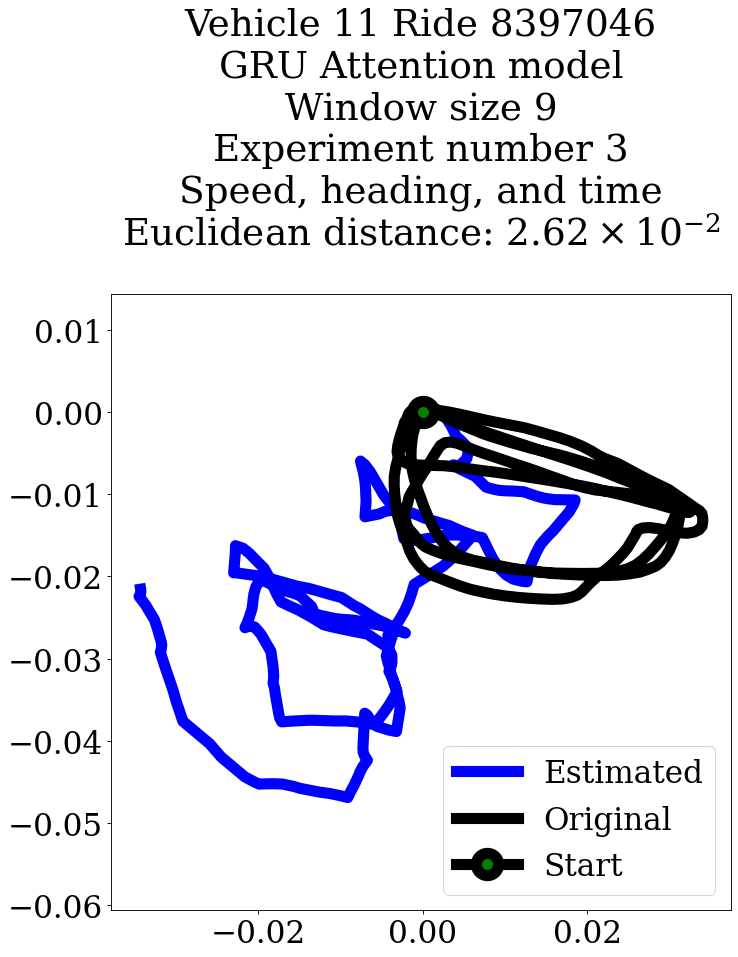 Vehicle 11 Ride 8397046
GRU Attention model
Window size 9
Experiment number 3
Speed, heading, and time
Euclidean distance: 2.62 × 10⁻²
0.01
0.00
−0.01
−0.02
−0.03
−0.04
−0.05
−0.06
−0.02
0.00
0.02
Estimated
Original
Start